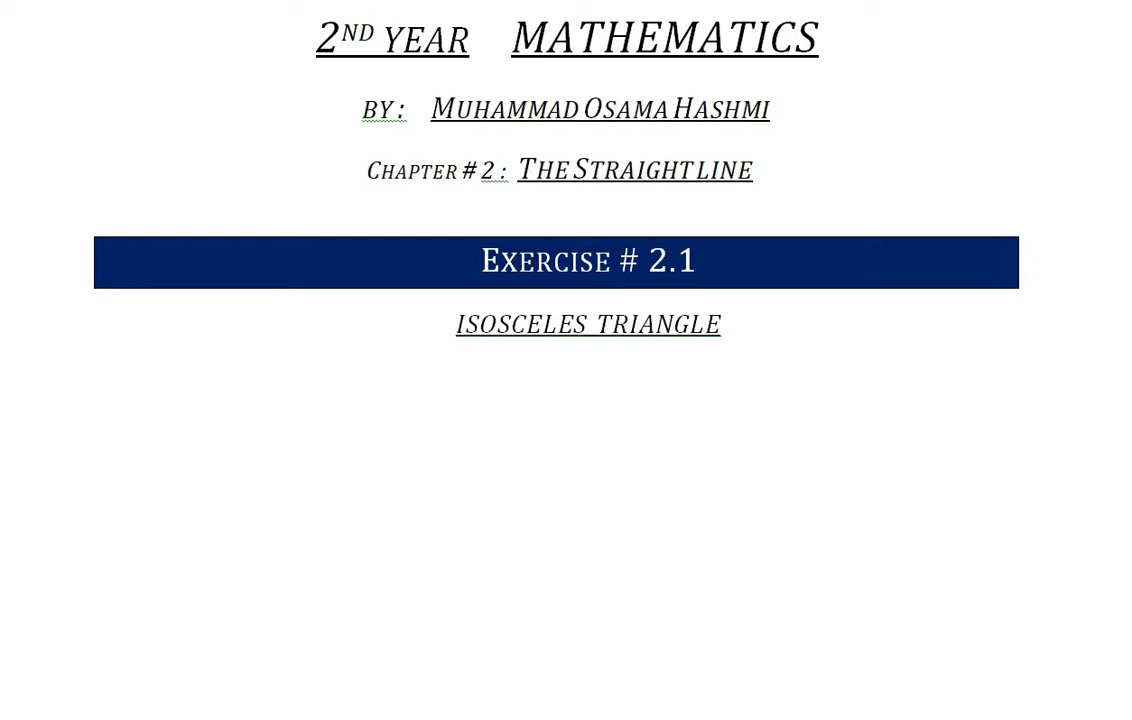 2ND YEAR MATHEMATICS
BY: MUHAMMAD OSAMA HASHMI
CHAPTER # 2 : THE STRAIGHT LINE
EXERCISE # 2.1
ISOSCELES TRIANGLE